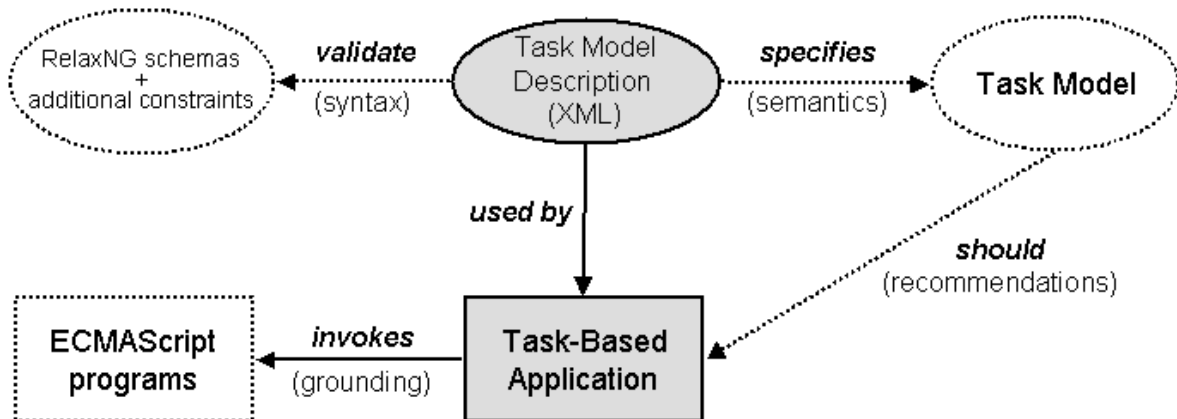 RelaxNG schemas
+
additional constraints
validate
(syntax)
Task Model
Description
(XML)
specifies
(semantics)
Task Model
used by
should
(recommendations)
ECMAScript
programs
invokes
(grounding)
Task-Based
Application